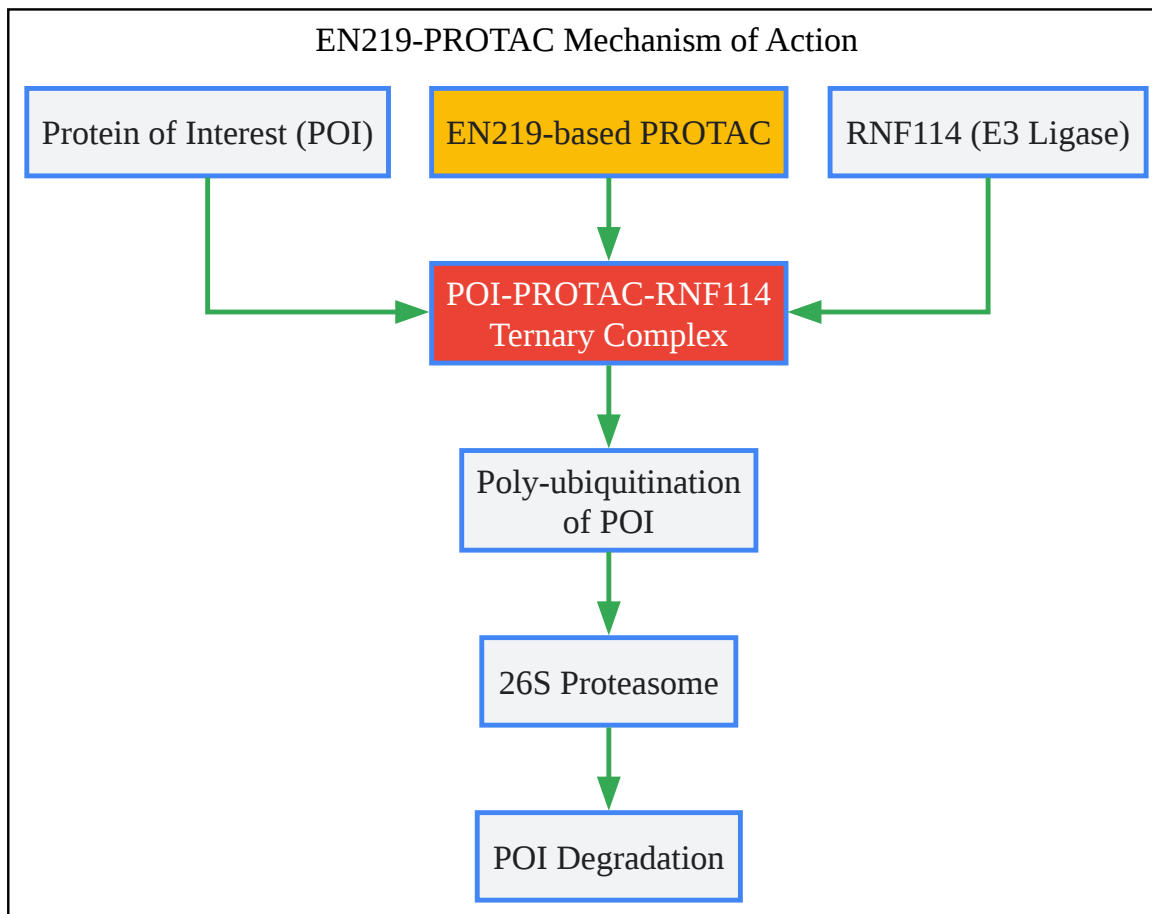 EN219-PROTAC Mechanism of Action
Protein of Interest (POI)
EN219-based PROTAC
RNF114 (E3 Ligase)
POI-PROTAC-RNF114
Ternary Complex
Poly-ubiquitination
of POI
26S Proteasome
POI Degradation